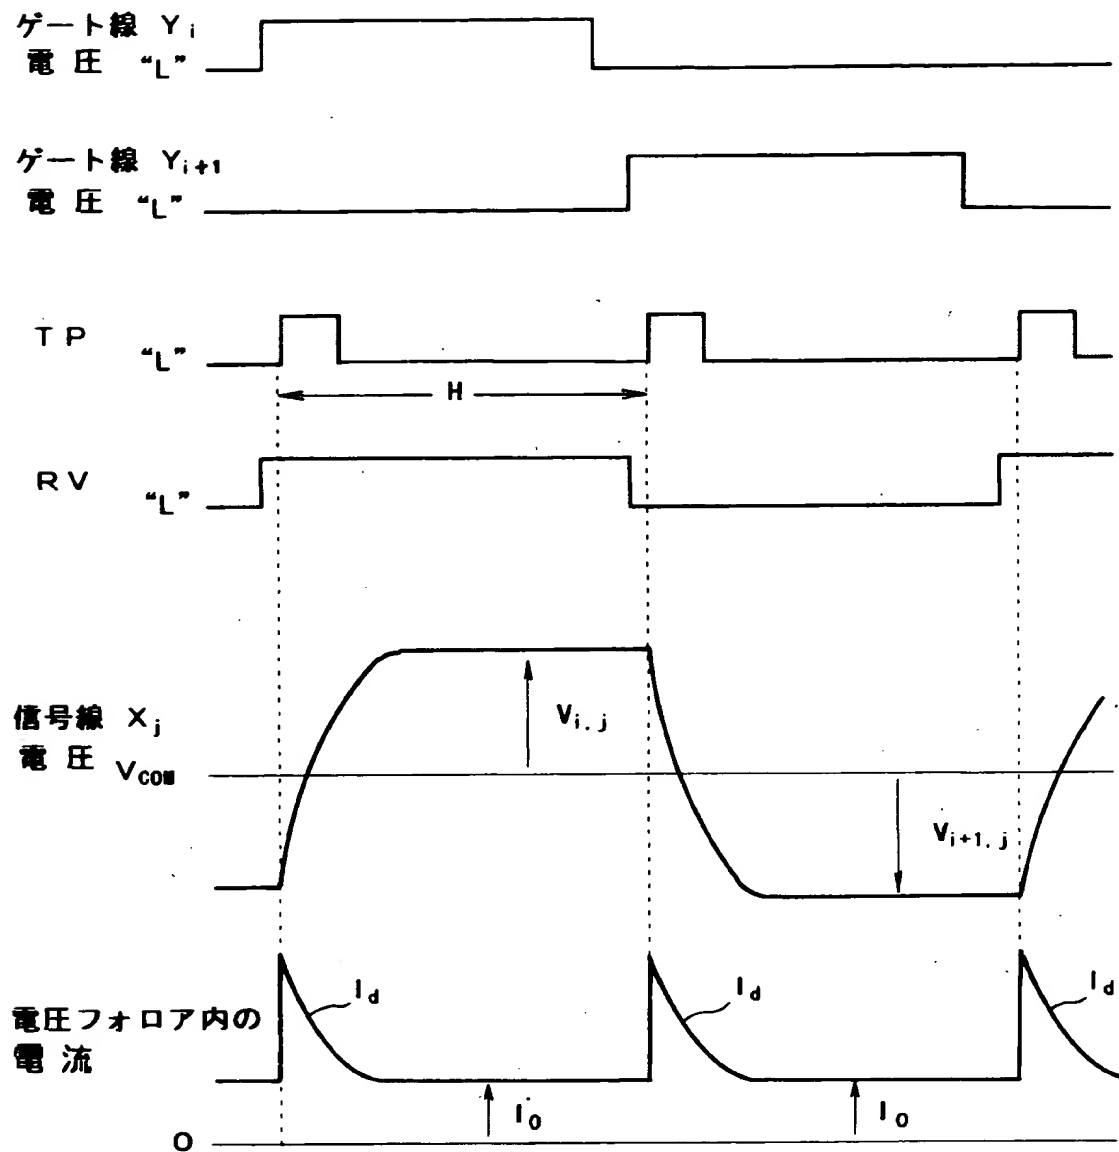 ゲート線 Yi
電圧 “L”
ゲート線 Yi+1
電圧 “L”
TP
“L”
H
RV
“L”
信号線 Xj
電圧 VCOM
Vi,j
Vi+1,j
電圧フォロア内の
電流
Id
Id
Id
I0
I0
0